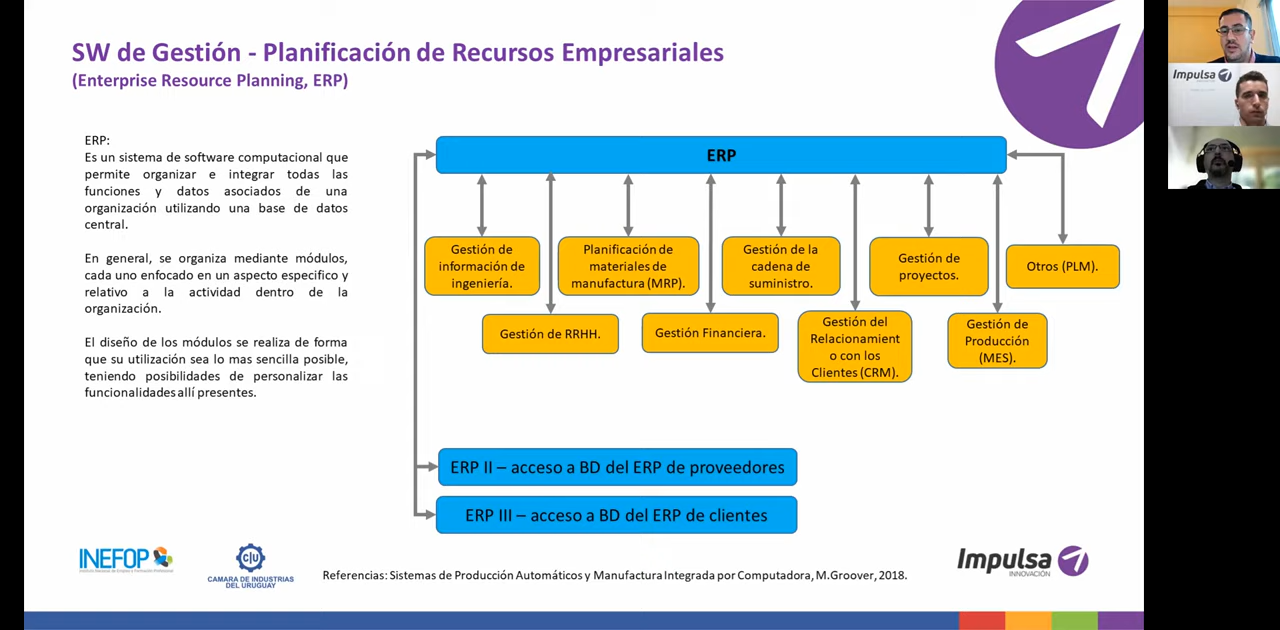 SW de Gestión - Planificación de Recursos Empresariales
(Enterprise Resource Planning, ERP)
ERP:
Es un sistema de software computacional que
permite organizar e integrar todas las
funciones y datos asociados de una
organización utilizando una base de datos
central.
En general, se organiza mediante módulos,
cada uno enfocado en un aspecto especifico y
relativo a la actividad dentro de la
organización.
El diseño de los módulos se realiza de forma
que su utilización sea lo mas sencilla posible,
teniendo posibilidades de personalizar las
funcionalidades allí presentes.
ERP
Gestión de
información de
ingeniería.
Planificación de
materiales de
manufactura (MRP).
Gestión de la
cadena de
suministro.
Gestión de
proyectos.
Otros (PLM).
Gestión de RRHH.
Gestión Financiera.
Gestión del
Relacionamient
o con los
Clientes (CRM).
Gestión de
Producción
(MES).
ERP II – acceso a BD del ERP de proveedores
ERP III – acceso a BD del ERP de clientes
INEFOP
CIU
CAMARA DE INDUSTRIAS
DEL URUGUAY
Referencias: Sistemas de Producción Automáticos y Manufactura Integrada por Computadora, M.Groover, 2018.
Impulsa
INNOVACIÓN
Impulsa